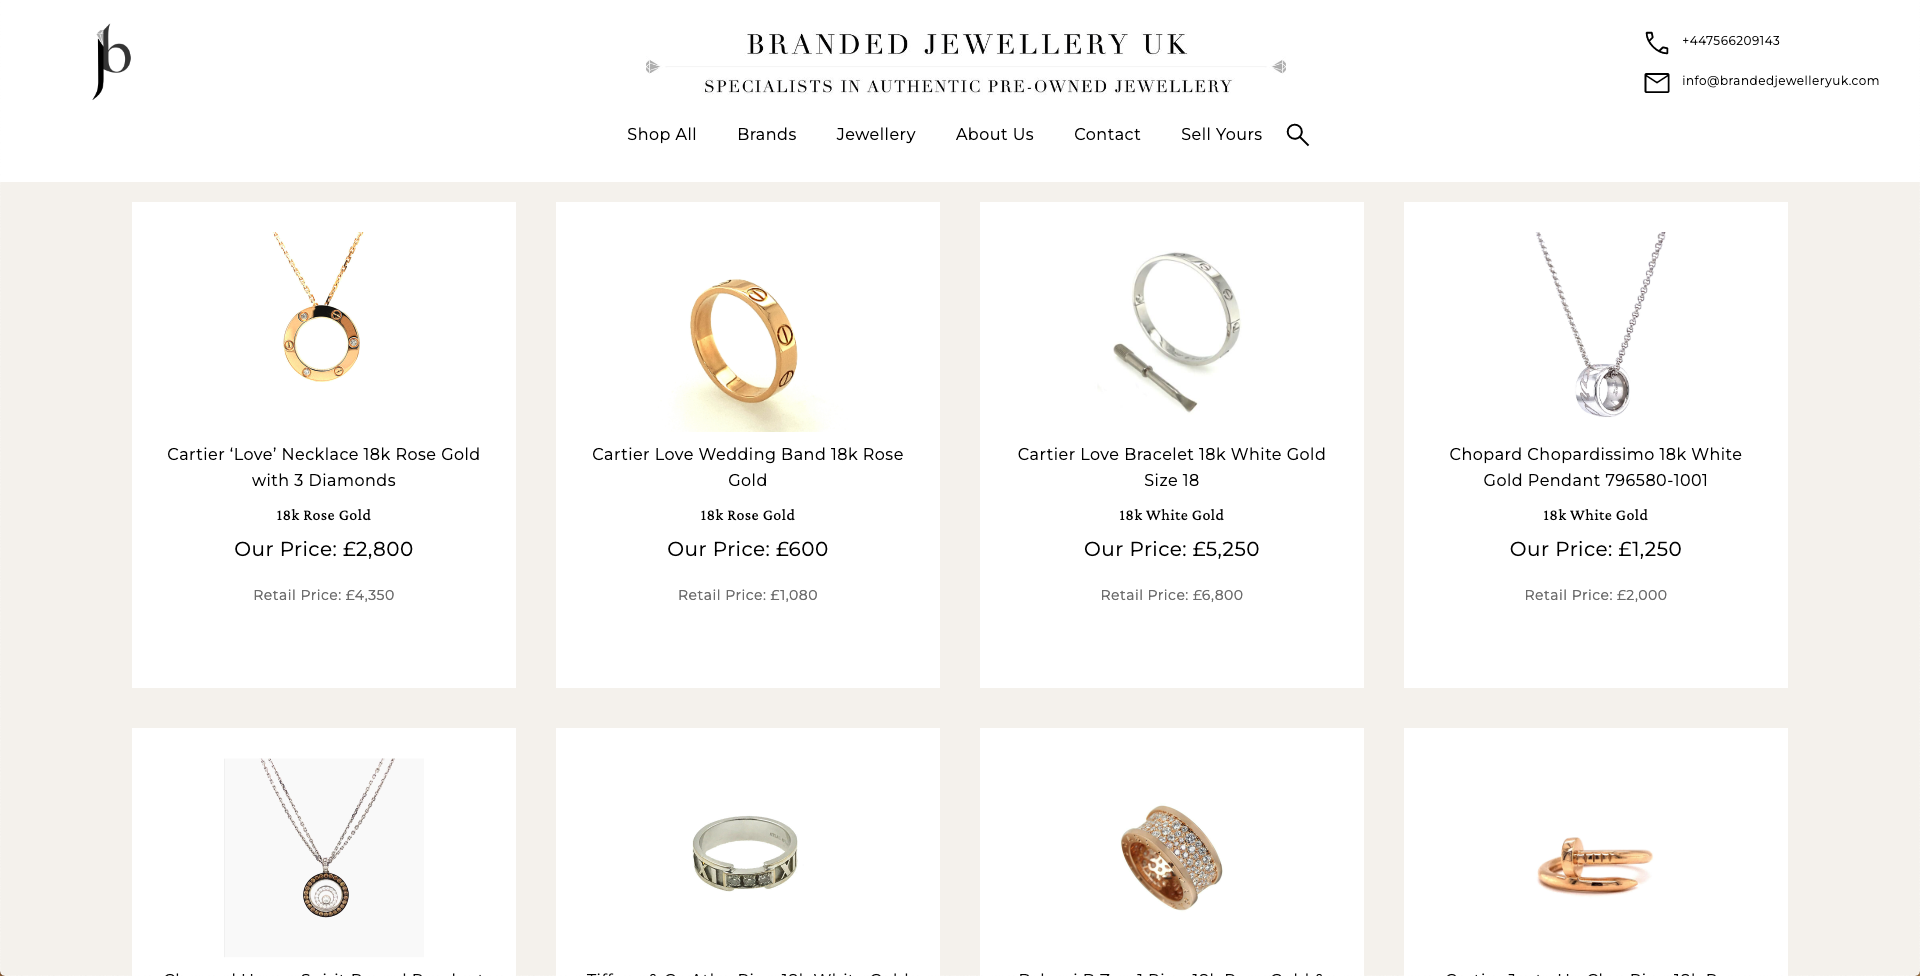 jb
BRANDED JEWELLERY UK
SPECIALISTS IN AUTHENTIC PRE-OWNED JEWELLERY
+447566209143
info@brandedjewelleryuk.com
Shop All Brands Jewellery About Us Contact Sell Yours
Cartier ‘Love’ Necklace 18k Rose Gold
with 3 Diamonds
18k Rose Gold
Our Price: £2,800
Retail Price: £4,350
Cartier Love Wedding Band 18k Rose
Gold
18k Rose Gold
Our Price: £600
Retail Price: £1,080
Cartier Love Bracelet 18k White Gold
Size 18
18k White Gold
Our Price: £5,250
Retail Price: £6,800
Chopard Chopardissimo 18k White
Gold Pendant 796580-1001
18k White Gold
Our Price: £1,250
Retail Price: £2,000